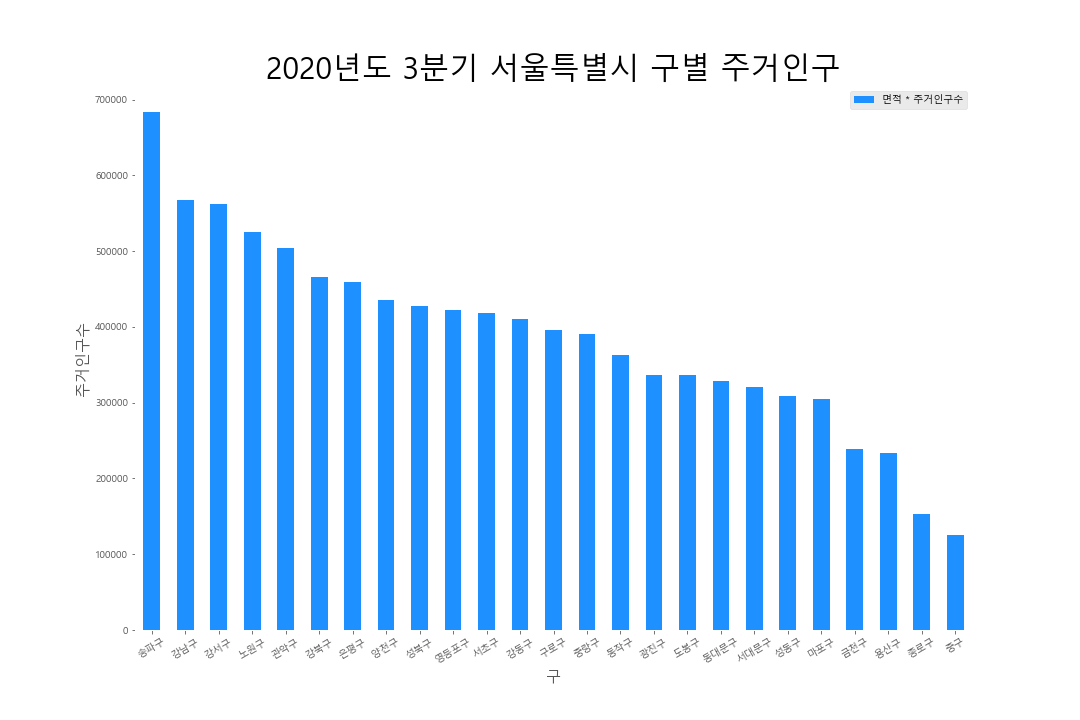 2020년도 3분기 서울특별시 구별 주거인구
면적 * 주거인구수
700000
600000
500000
400000
300000
200000
100000
0
주거인구수
송파구 강남구 강서구 노원구 관악구 강북구 은평구 양천구 성북구 영등포구 서초구 강동구 구로구 중랑구 동작구 광진구 도봉구 동대문구 서대문구 성동구 마포구 금천구 용산구 종로구 중구
구